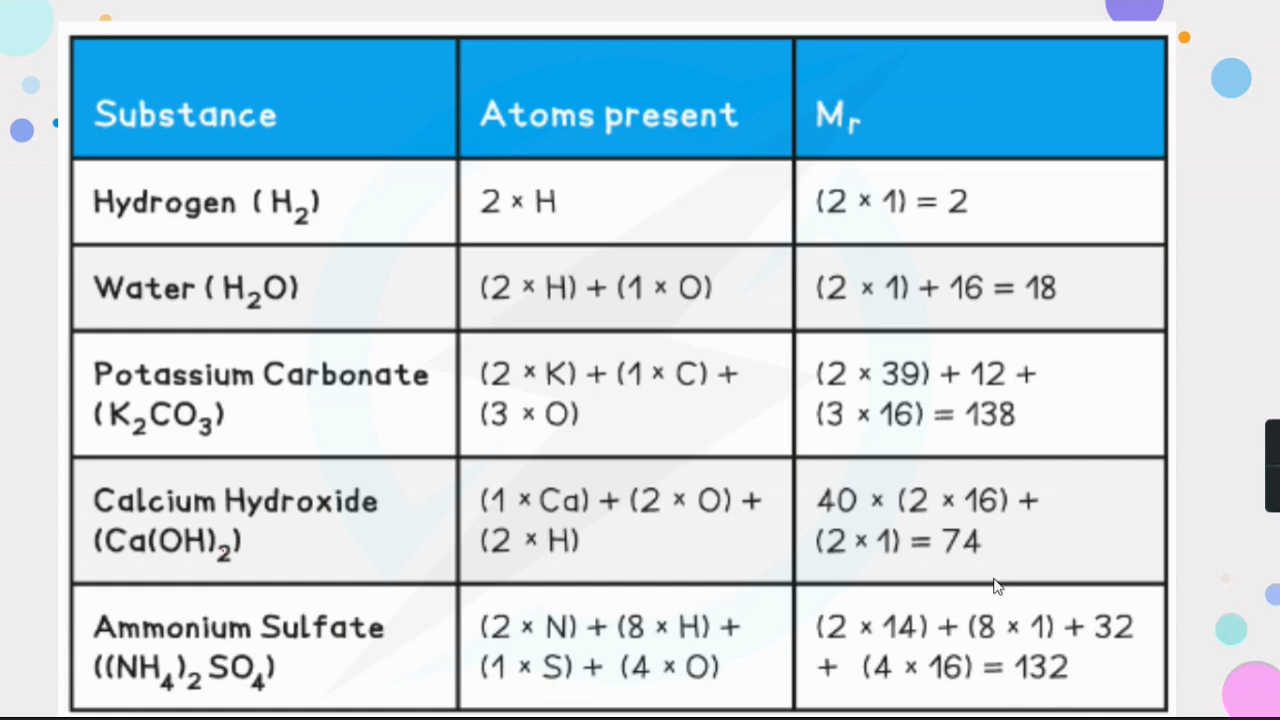 Substance
Atoms present
Mr
Hydrogen (H₂)
2 × H
(2 × 1) = 2
Water (H₂O)
(2 × H) + (1 × O)
(2 × 1) + 16 = 18
Potassium Carbonate
(K₂CO₃)
(2 × K) + (1 × C) +
(3 × O)
(2 × 39) + 12 +
(3 × 16) = 138
Calcium Hydroxide
(Ca(OH)₂)
(1 × Ca) + (2 × O) +
(2 × H)
40 × (2 × 16) +
(2 × 1) = 74
Ammonium Sulfate
((NH₄)₂ SO₄)
(2 × N) + (8 × H) +
(1 × S) + (4 × O)
(2 × 14) + (8 × 1) + 32
+ (4 × 16) = 132